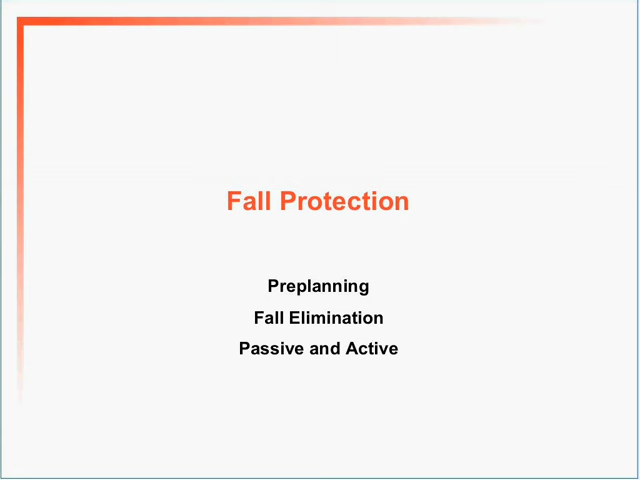 Fall Protection
Preplanning
Fall Elimination
Passive and Active